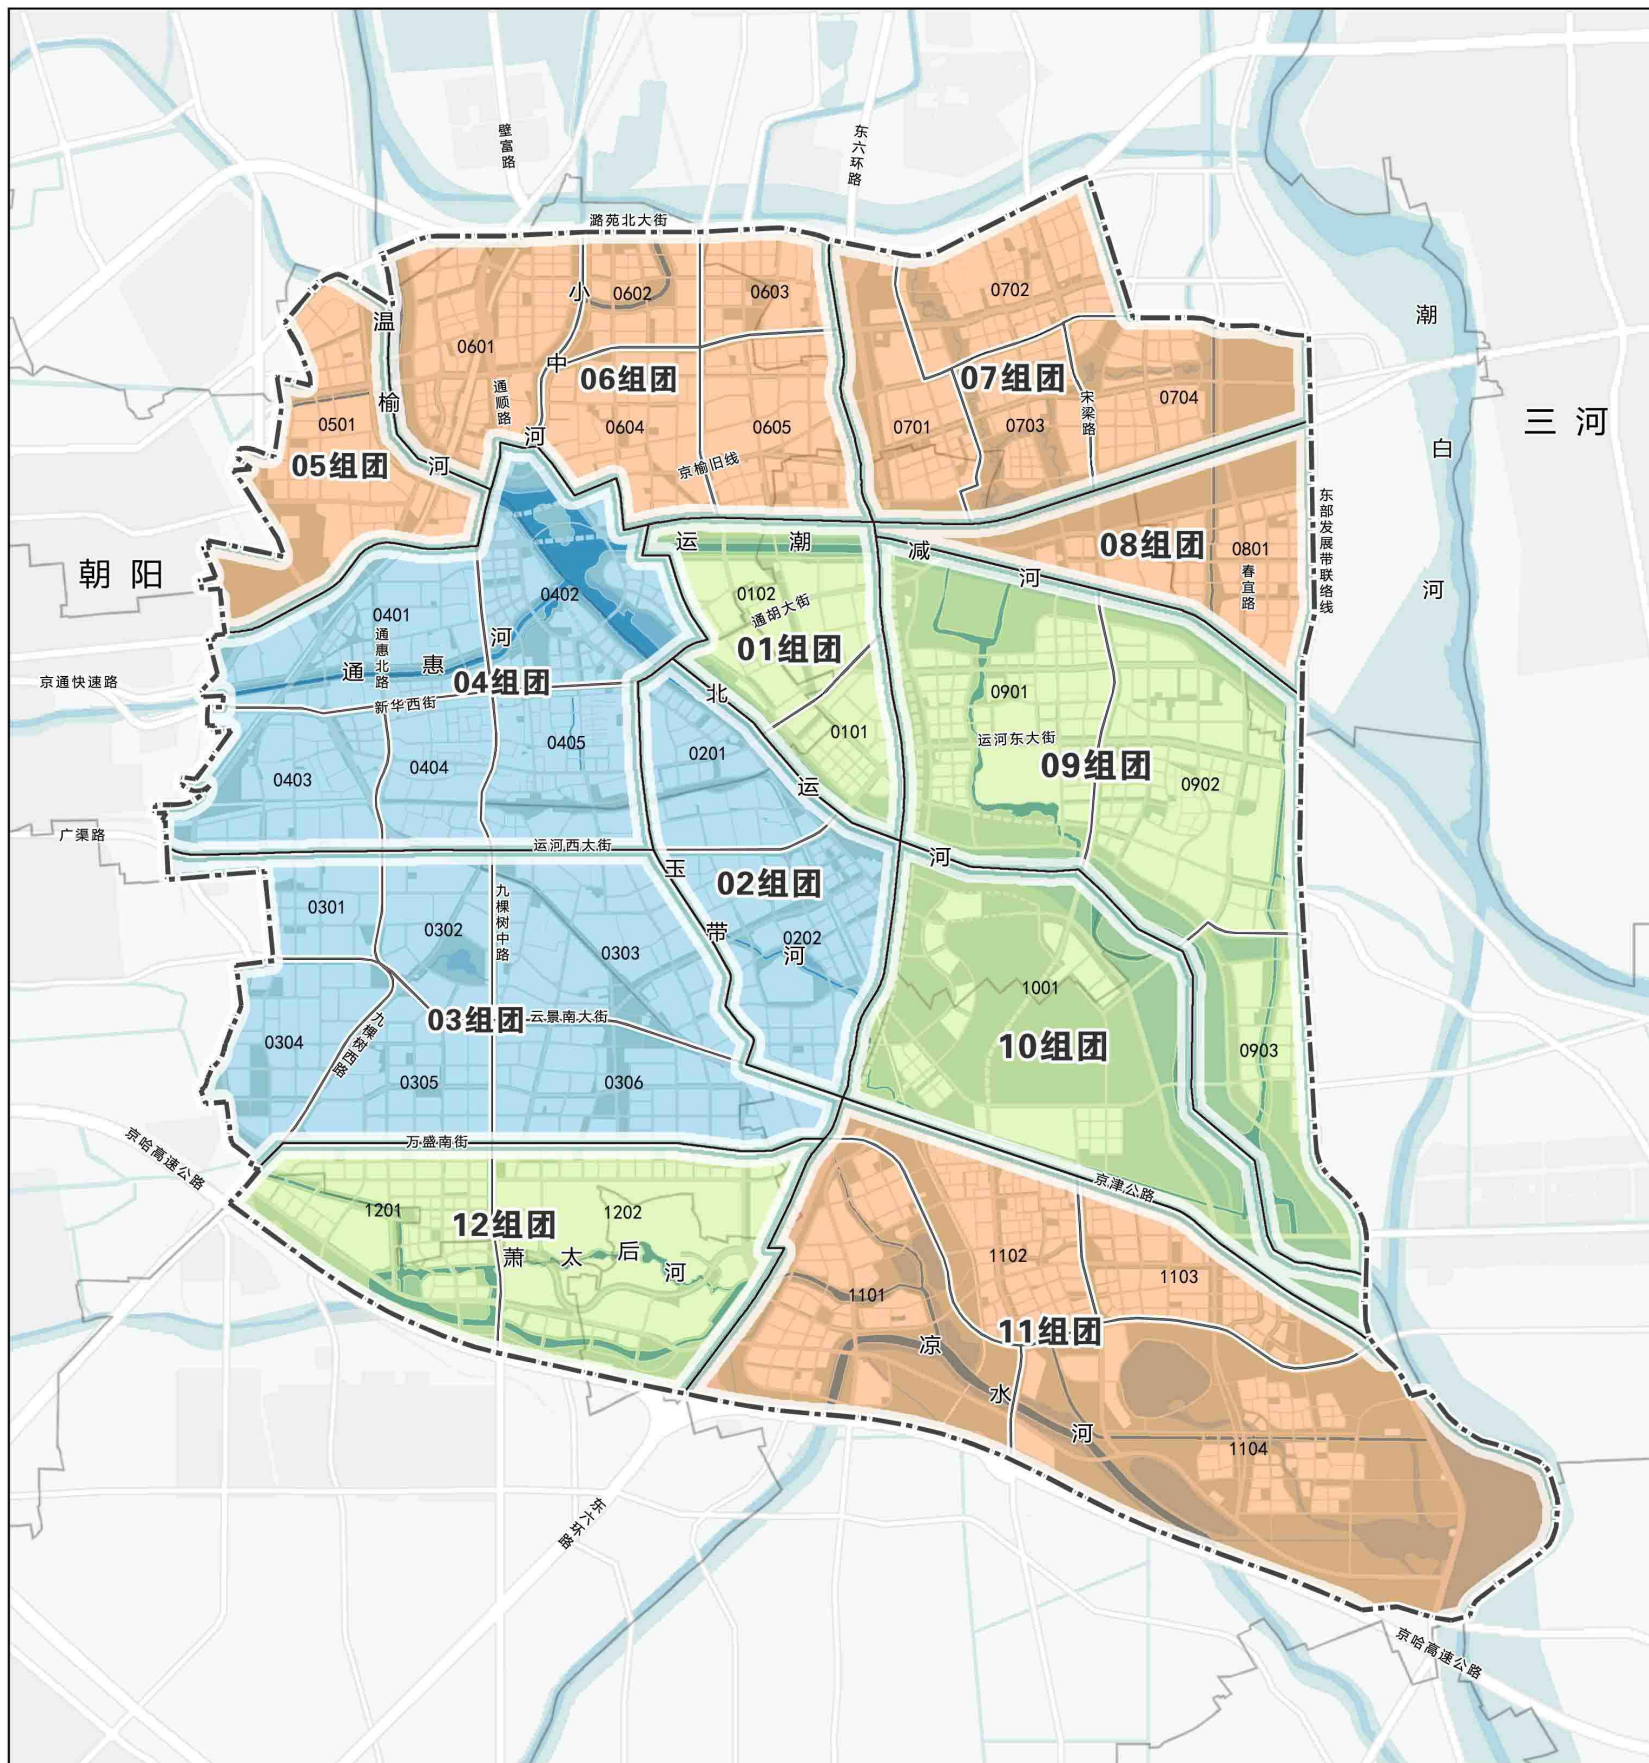 壁富路
东六环路
潞苑北大街
小中河
0602
0603
0702
温榆河
0601
06组团
07组团
潮白河
三河
通顺路
0501
0604
0605
0701
0703
宋梁路
0704
05组团
京榆旧线
东部发展带联络线
朝阳
运潮减河
08组团
0801
春宜路
0401
0402
0102
通胡大街
01组团
通惠北路
通惠河
04组团
京通快速路
新华西街
北运河
0901
0101
运河东大街
0201
0405
0404
0403
09组团
0902
广渠路
运河西大街
玉带河
02组团
九棵树中路
0301
0302
0303
0202
1001
03组团
云景南大街
九棵树西路
0304
0305
0306
10组团
0903
万盛南街
京哈高速公路
京津公路
1201
12组团
1202
萧太后河
1102
1103
1101
11组团
凉水河
1104
东六环路
京哈高速公路